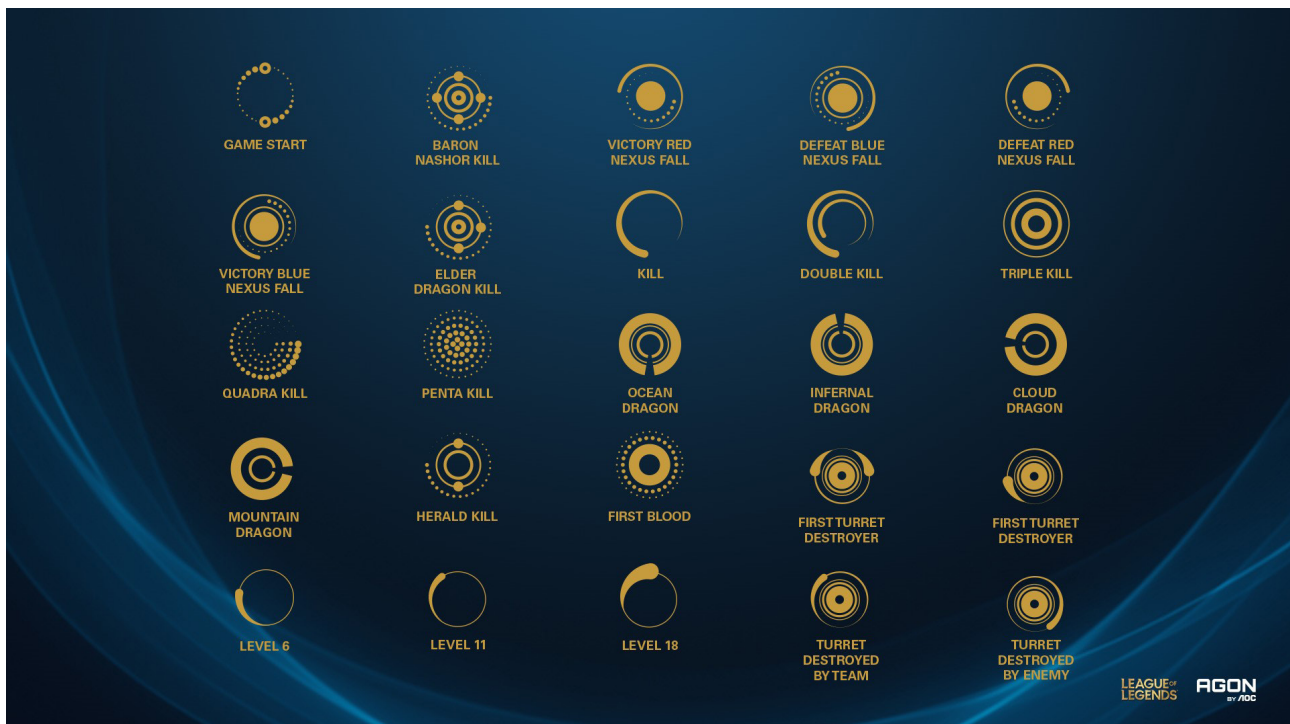 GAME START
BARON
NASHOR KILL
VICTORY RED
NEXUS FALL
DEFEAT BLUE
NEXUS FALL
DEFEAT RED
NEXUS FALL
VICTORY BLUE
NEXUS FALL
ELDER
DRAGON KILL
KILL
DOUBLE KILL
TRIPLE KILL
QUADRA KILL
PENTA KILL
OCEAN
DRAGON
INFERNAL
DRAGON
CLOUD
DRAGON
MOUNTAIN
DRAGON
HERALD KILL
FIRST BLOOD
FIRST TURRET
DESTROYER
FIRST TURRET
DESTROYER
LEVEL 6
LEVEL 11
LEVEL 18
TURRET
DESTROYED
BY TEAM
TURRET
DESTROYED
BY ENEMY
LEAGUE OF
LEGENDS
AGON
BY AOC